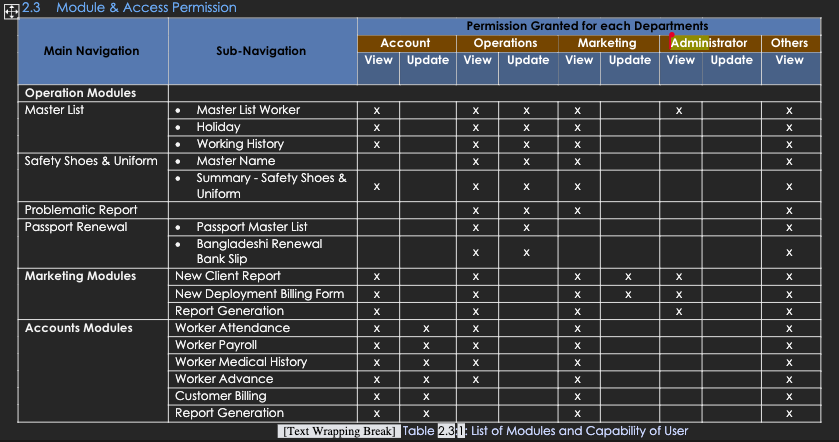 2.3 Module & Access Permission
Permission Granted for each Departments
Main Navigation Sub-Navigation Account Operations Marketing Administrator Others
View Update View Update View Update View Update View
Operation Modules
Master List • Master List Worker x x x x x x
• Holiday x x x x x
• Working History x x x x x
Safety Shoes & Uniform • Master Name x x x x
• Summary - Safety Shoes &
Uniform x x x x x
Problematic Report x x x x
Passport Renewal • Passport Master List x x x
• Bangladeshi Renewal
Bank Slip x x x
Marketing Modules New Client Report x x x x x x
New Deployment Billing Form x x x x x x
Report Generation x x x x x
Accounts Modules Worker Attendance x x x x x
Worker Payroll x x x x x
Worker Medical History x x x x x
Worker Advance x x x x x
Customer Billing x x x x
Report Generation x x x x
[Text Wrapping Break] Table 2.3.1: List of Modules and Capability of User